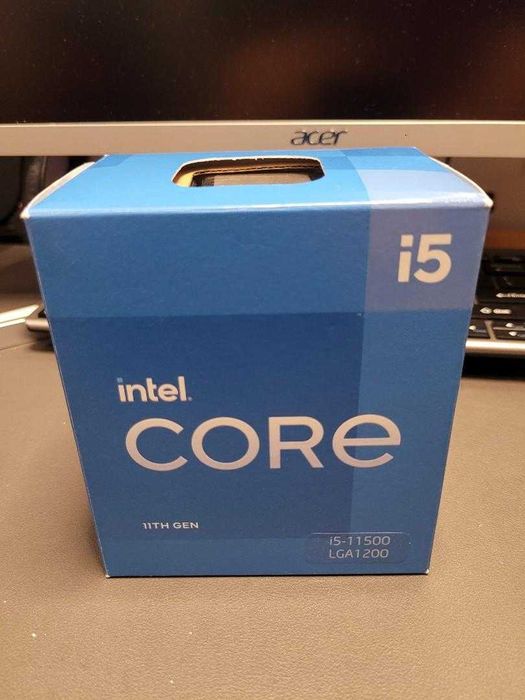 acer
i5
intel.
CORE
11TH GEN
i5-11500
LGA1200